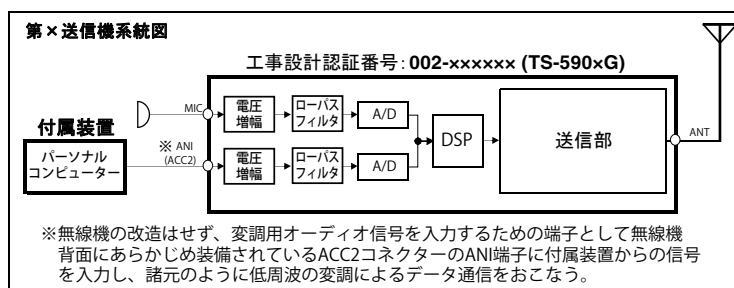 第×送信機系統図
工事設計認証番号：002-×××××× (TS-590×G)
MIC
電圧
増幅
ローパス
フィルタ
A/D
付属装置
パーソナル
コンピューター
※ ANI
(ACC2)
電圧
増幅
ローパス
フィルタ
A/D
DSP
送信部
ANT
※無線機の改造はせず、変調用オーディオ信号を入力するための端子として無線機
背面にあらかじめ装備されているACC2コネクターのANI端子に付属装置からの信号
を入力し、諸元のように低周波の変調によるデータ通信をおこなう。